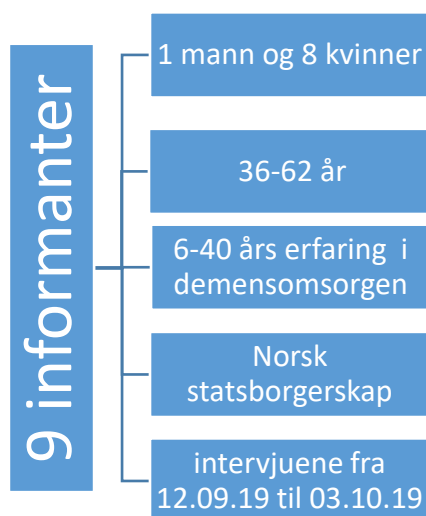 9 informanter
1 mann og 8 kvinner
36-62 år
6-40 års erfaring i
demensomsorgen
Norsk
statsborgerskap
intervjuene fra
12.09.19 til 03.10.19